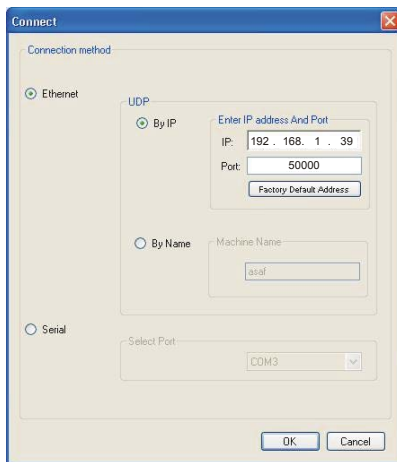 Connect
Connection method
Ethernet
UDP
By IP
Enter IP address And Port
IP: 192 . 168. 1 . 39
Port: 50000
Factory Default Address
By Name
Machine Name
asaf
Serial
Select Port
COM3
OK Cancel